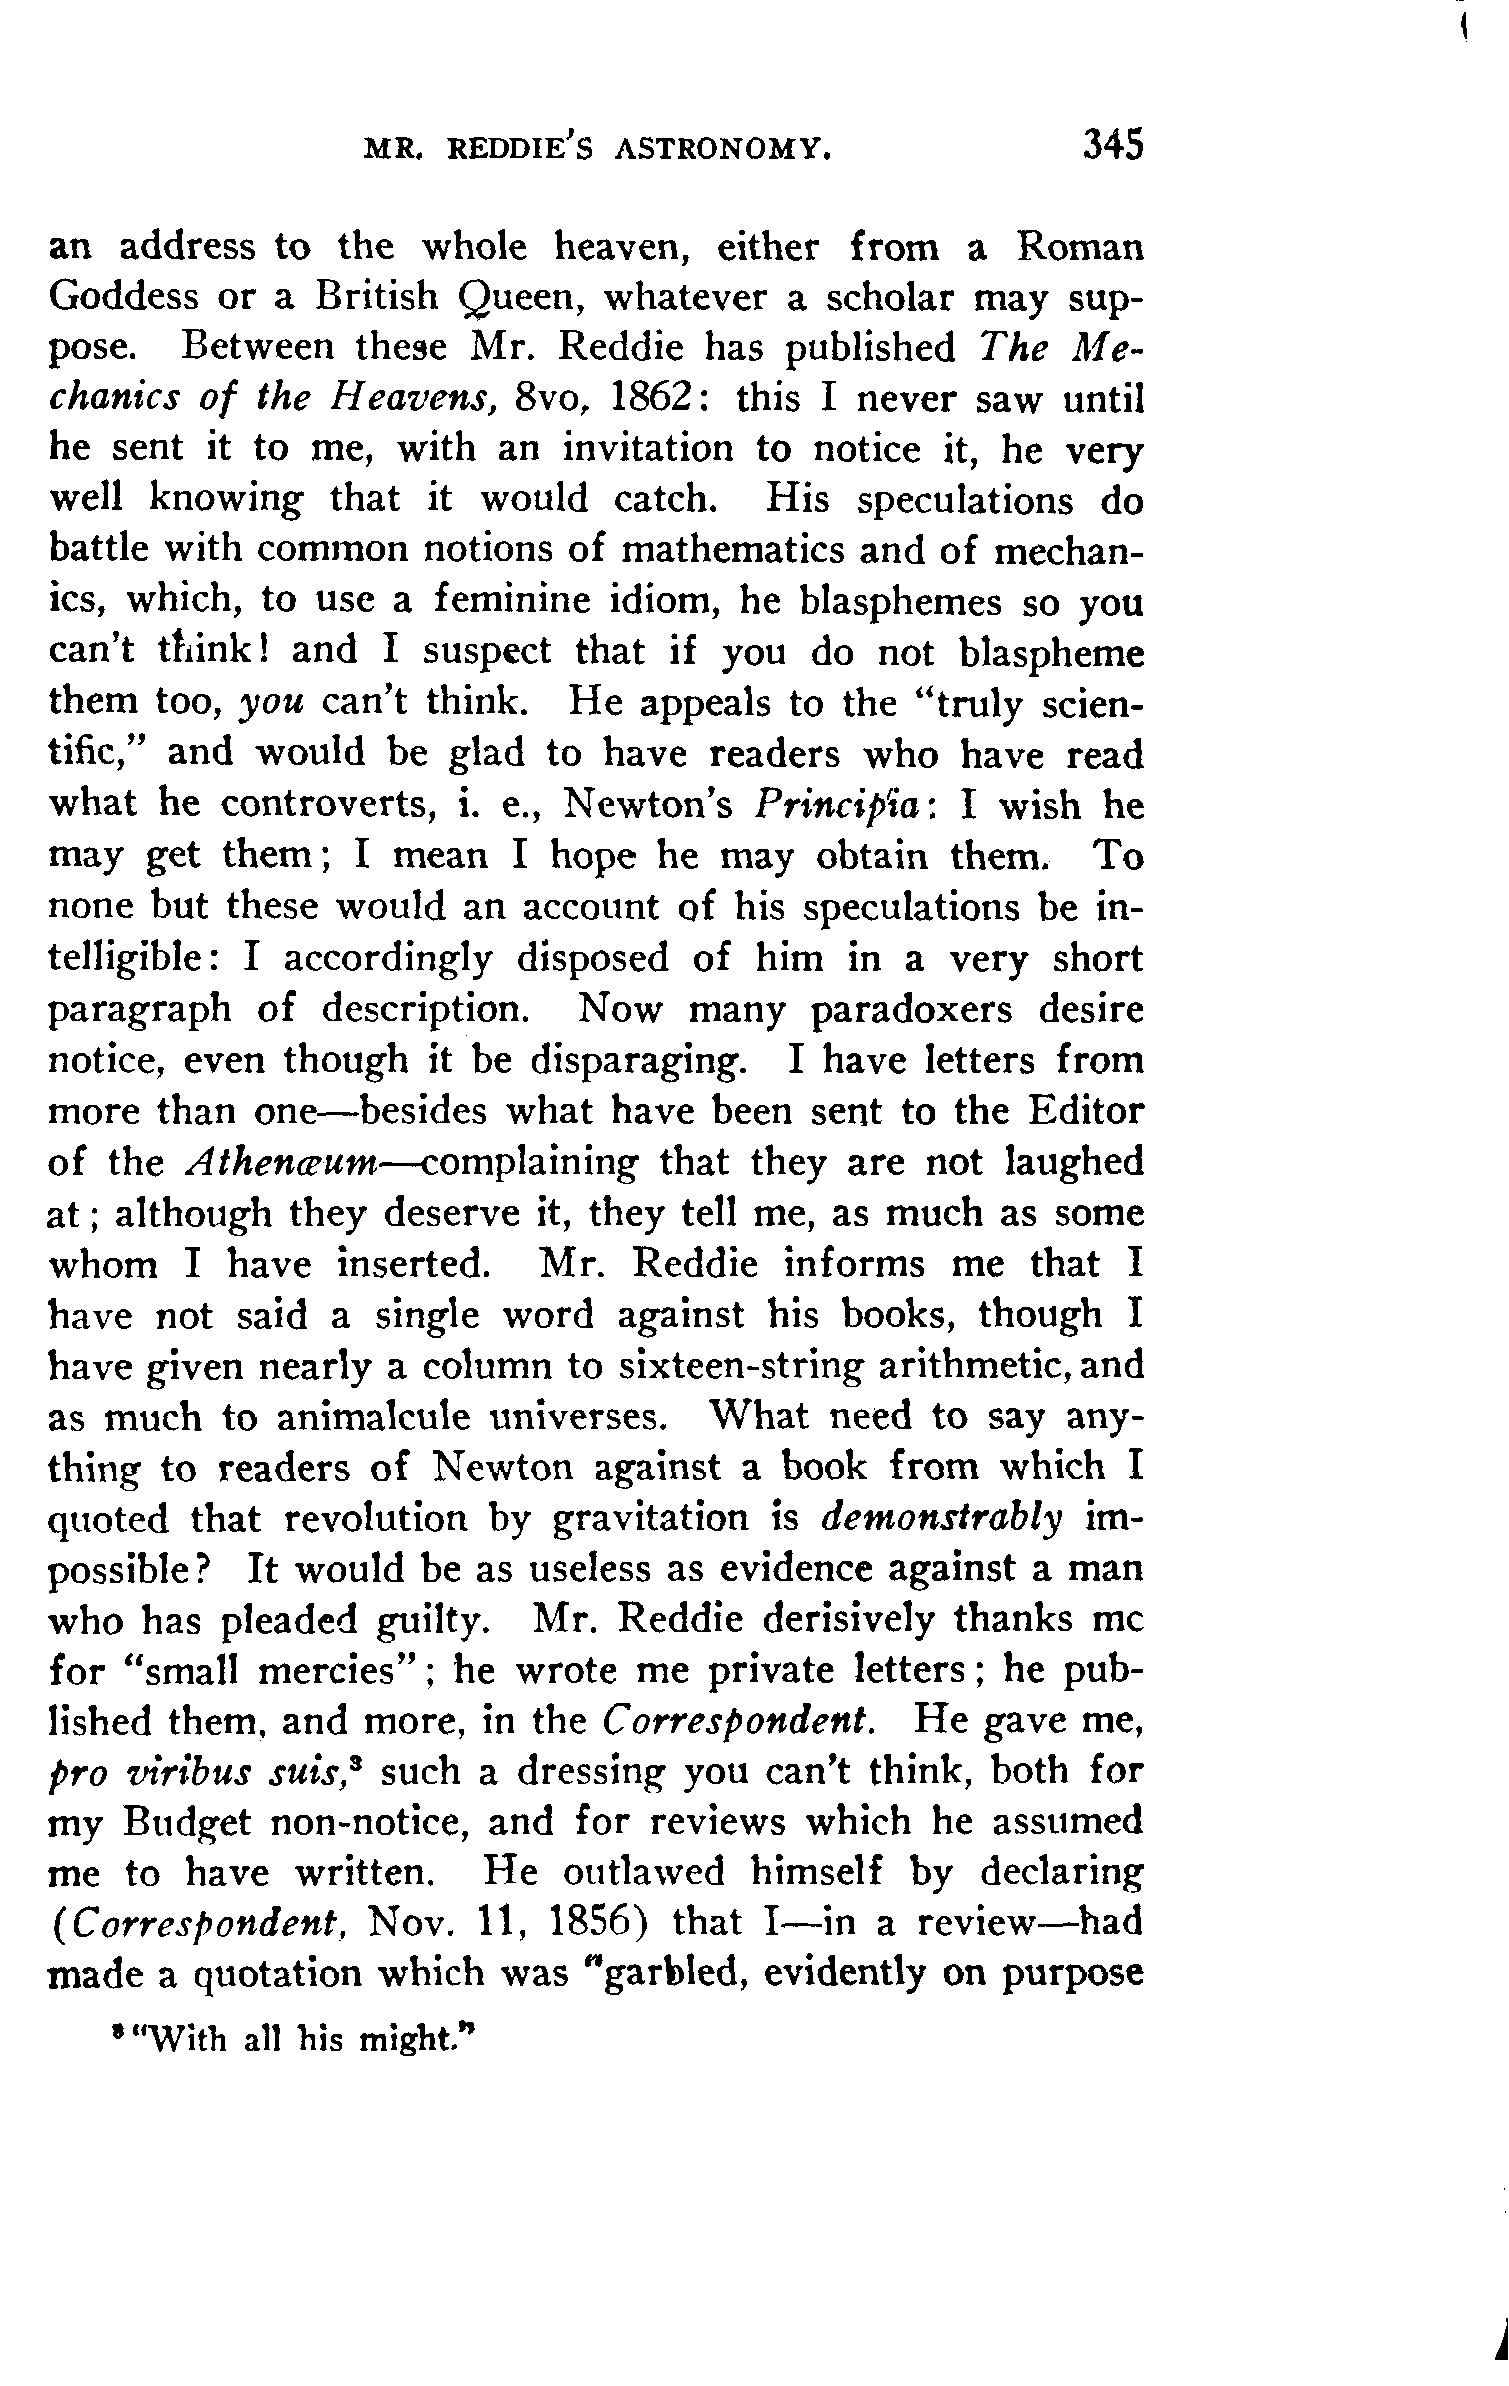 MR. REDDIE'S ASTRONOMY. 345
an address to the whole heaven, either from a Roman
Goddess or a British Queen, whatever a scholar may sup-
pose. Between these Mr. Reddie has published The Me-
chanics of the Heavens, 8vo, 1862: this I never saw until
he sent it to me, with an invitation to notice it, he very
well knowing that it would catch. His speculations do
battle with common notions of mathematics and of mechan-
ics, which, to use a feminine idiom, he blasphemes so you
can't think! and I suspect that if you do not blaspheme
them too, you can't think. He appeals to the "truly scien-
tific," and would be glad to have readers who have read
what he controverts, i. e., Newton's Principia: I wish he
may get them; I mean I hope he may obtain them. To
none but these would an account of his speculations be in-
telligible: I accordingly disposed of him in a very short
paragraph of description. Now many paradoxers desire
notice, even though it be disparaging. I have letters from
more than one—besides what have been sent to the Editor
of the Athenæum—complaining that they are not laughed
at; although they deserve it, they tell me, as much as some
whom I have inserted. Mr. Reddie informs me that I
have not said a single word against his books, though I
have given nearly a column to sixteen-string arithmetic, and
as much to animalcule universes. What need to say any-
thing to readers of Newton against a book from which I
quoted that revolution by gravitation is demonstrably im-
possible? It would be as useless as evidence against a man
who has pleaded guilty. Mr. Reddie derisively thanks me
for "small mercies"; he wrote me private letters; he pub-
lished them, and more, in the Correspondent. He gave me,
pro viribus suis,³ such a dressing you can't think, both for
my Budget non-notice, and for reviews which he assumed
me to have written. He outlawed himself by declaring
(Correspondent, Nov. 11, 1856) that I—in a review—had
made a quotation which was "garbled, evidently on purpose
³ "With all his might."